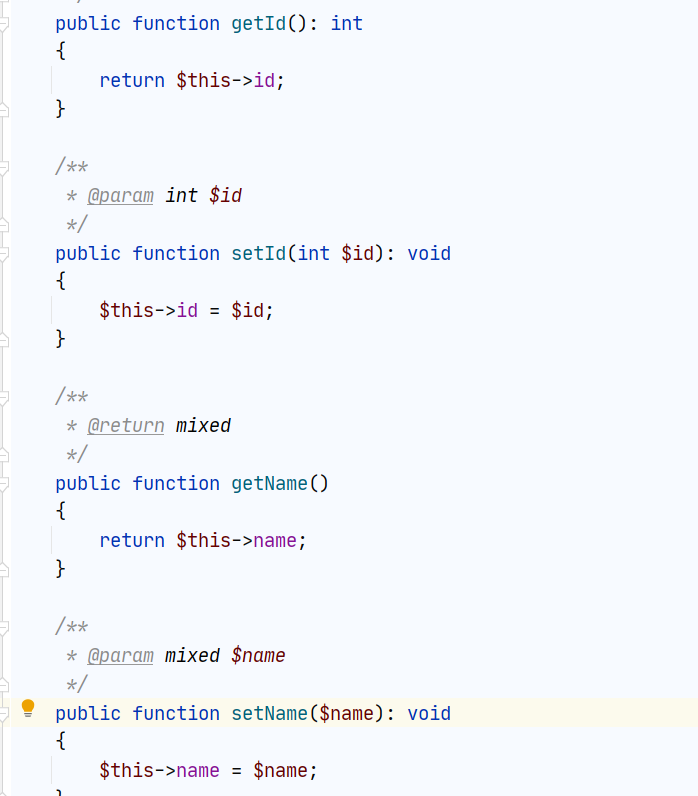 public function getId(): int
{
return $this->id;
}
/**
* @param int $id
*/
public function setId(int $id): void
{
$this->id = $id;
}
/**
* @return mixed
*/
public function getName()
{
return $this->name;
}
/**
* @param mixed $name
*/
public function setName($name): void
{
$this->name = $name;